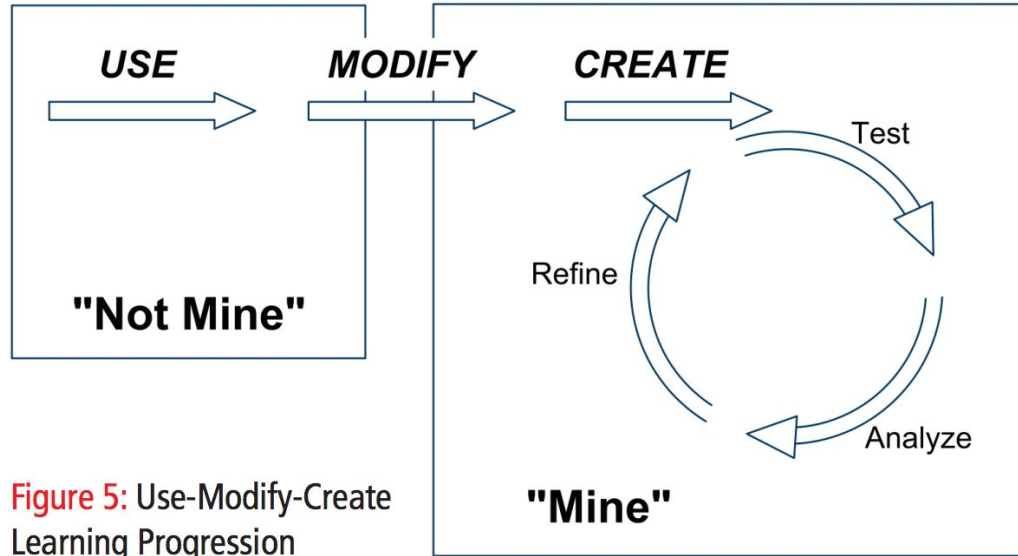 USE
MODIFY
CREATE
Test
Refine
"Not Mine"
Analyze
"Mine"
Figure 5: Use-Modify-Create
Learning Progression